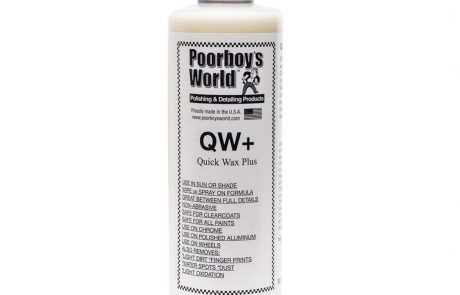 Poorboy's
World™
Polishing & Detailing Products
Proudly made in the U.S.A.
www.poorboysworld.com
QW+
Quick Wax Plus
USE IN SUN OR SHADE
WIPE OR SPRAY ON FORMULA
GREAT BETWEEN FULL DETAILS
NON-ABRASIVE
SAFE FOR CLEARCOATS
SAFE FOR ALL PAINTS
USE ON CHROME
USE ON POLISHED ALUMINUM
USE ON WHEELS
ALSO REMOVES:
*LIGHT DIRT *FINGER PRINTS
*WATER SPOTS *DUST
*LIGHT OXIDATION